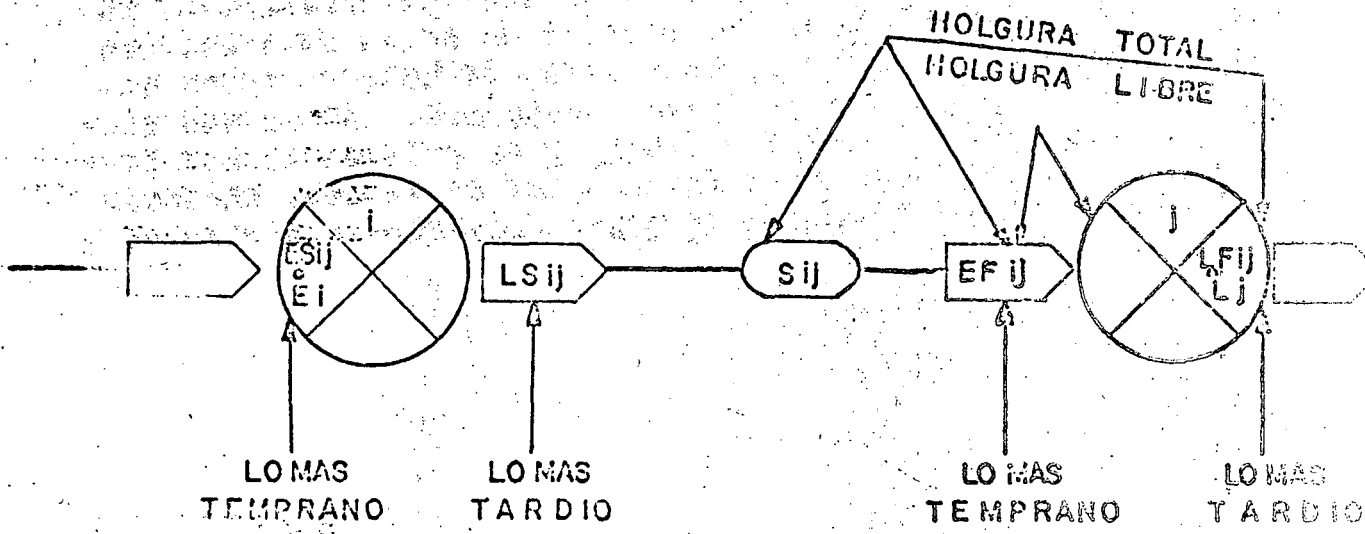 HOLGURA TOTAL
HOLGURA LIBRE
i
ESij
ó
Ei
LSij
Sij
EFij
j
LFij
ó
Lj
LO MAS
TEMPRANO
LO MAS
TARDIO
LO MAS
TEMPRANO
LO MAS
TARDIO